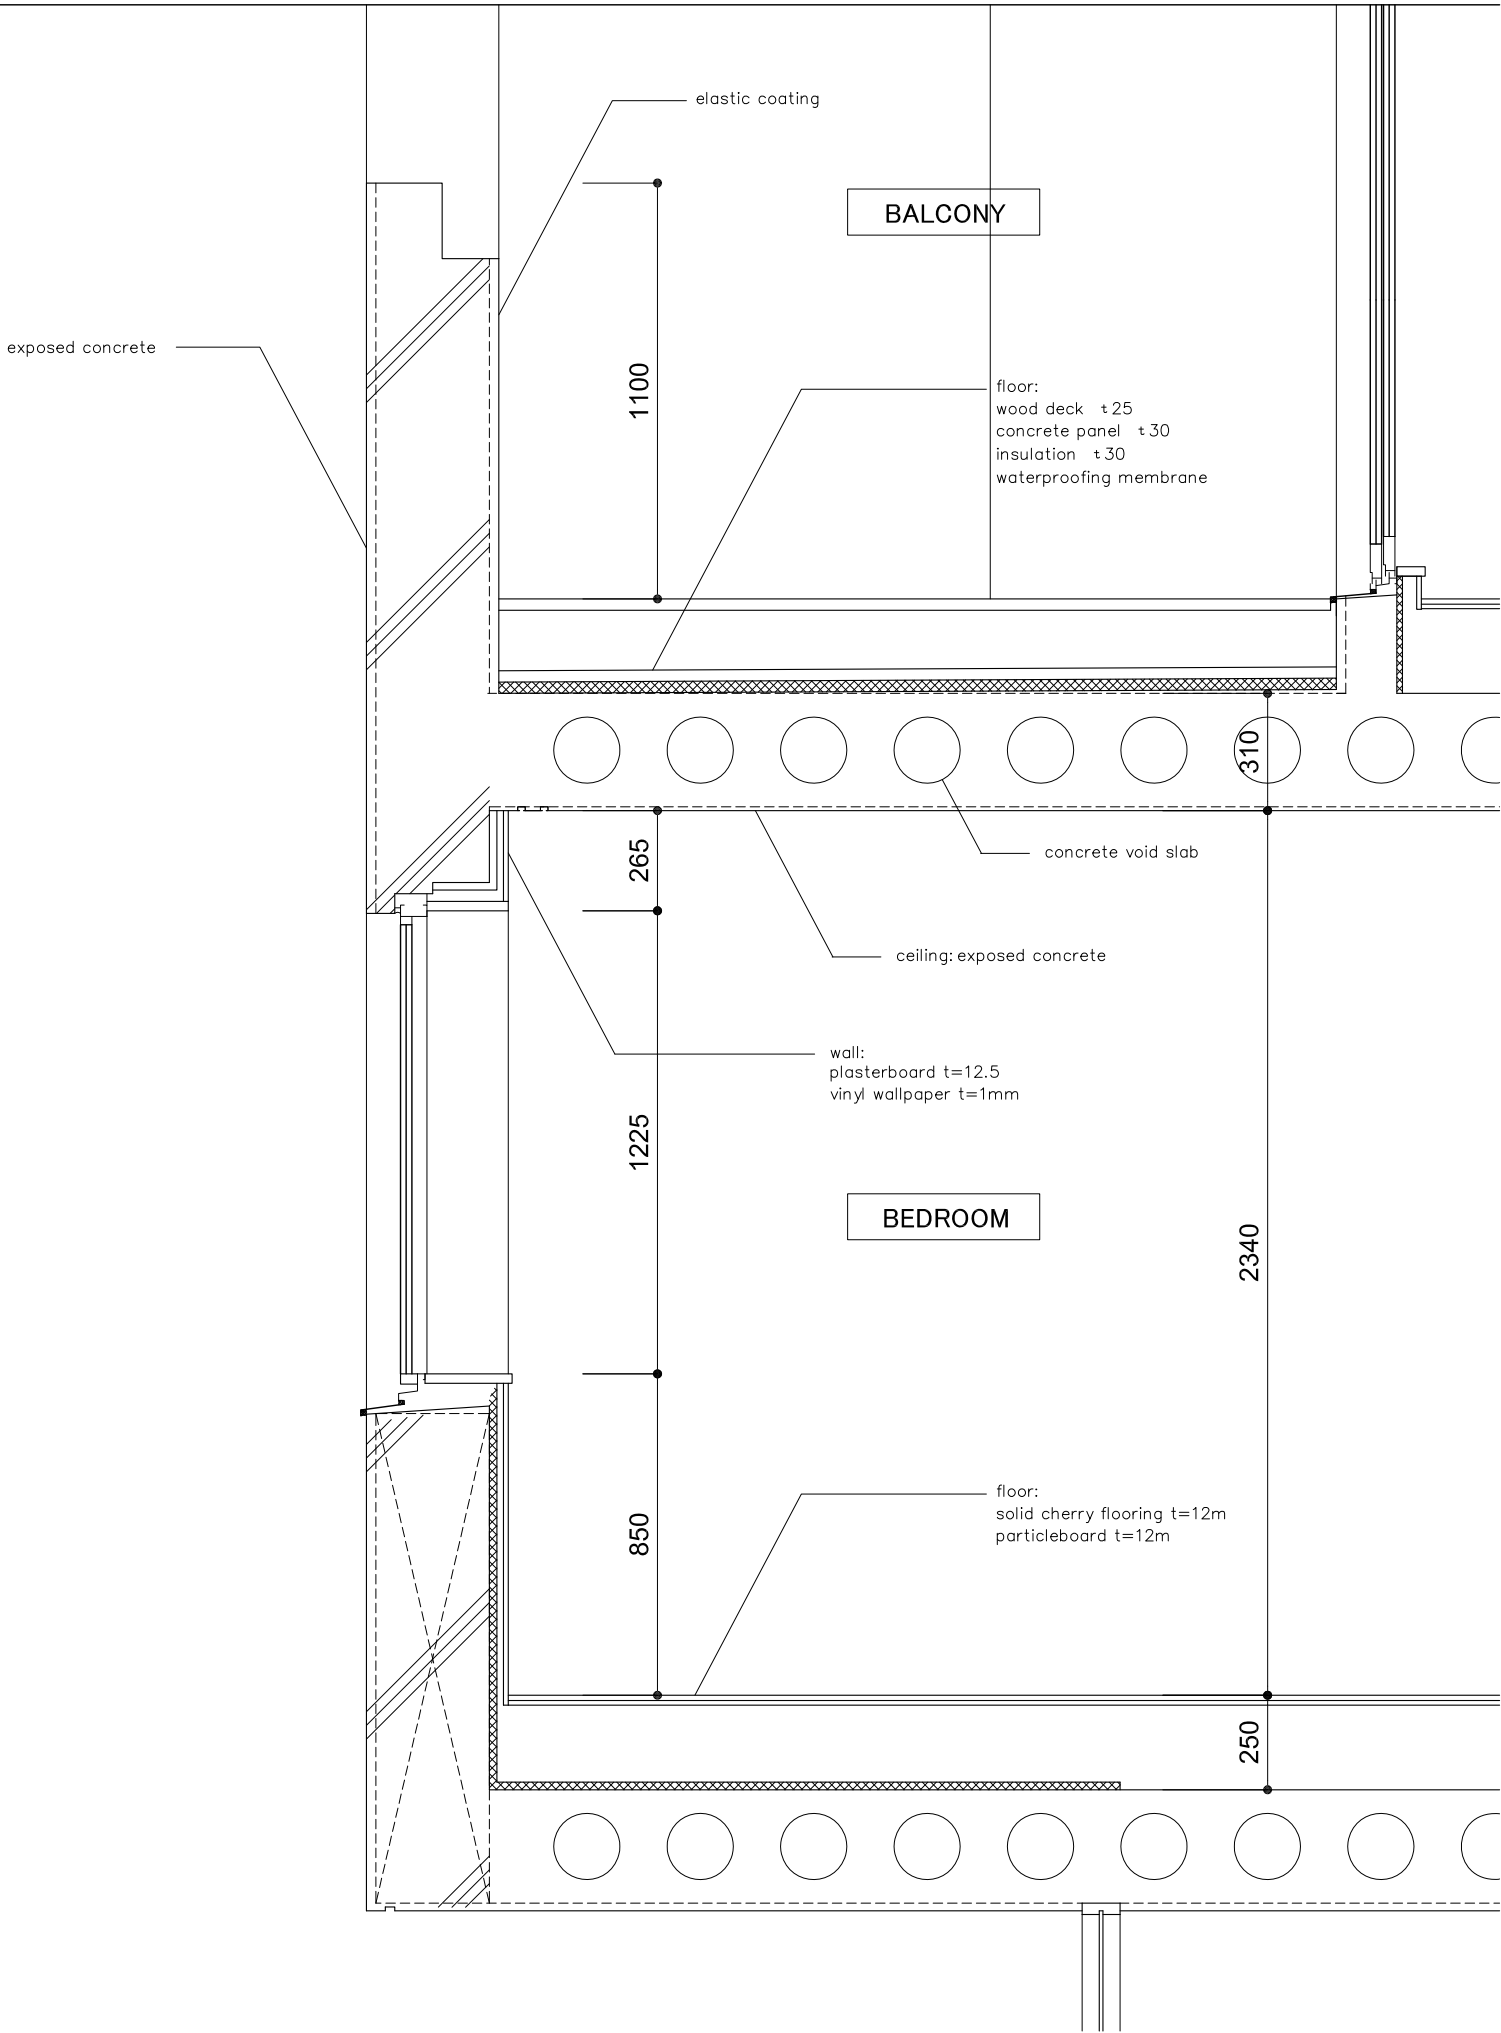 elastic coating
BALCONY
exposed concrete
1100
floor:
wood deck t25
concrete panel t30
insulation t30
waterproofing membrane
310
265
concrete void slab
ceiling: exposed concrete
wall:
plasterboard t=12.5
vinyl wallpaper t=1mm
1225
BEDROOM
2340
floor:
solid cherry flooring t=12m
particleboard t=12m
850
250